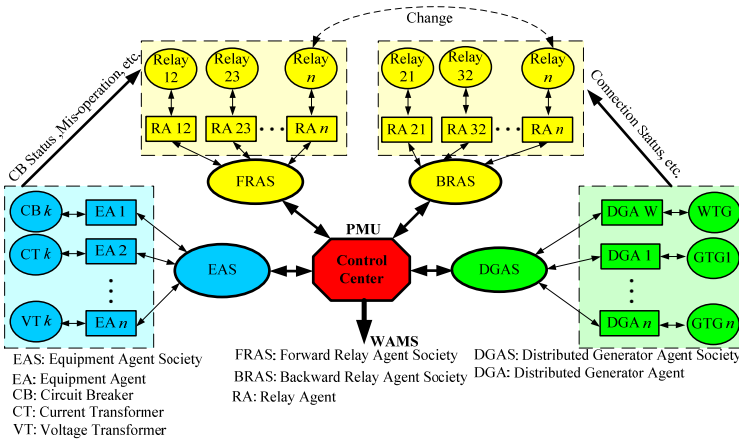 Change
CB Status ,Mis-operation, etc.
Relay 12
Relay 23
Relay n
Relay 21
Relay 32
Relay n
Connection Status, etc.
RA 12
RA 23
RA n
RA 21
RA 32
RA n
FRAS
BRAS
PMU
CB k
EA 1
CT k
EA 2
VT k
EA n
EAS
Control
Center
DGAS
DGA W
WTG
DGA 1
GTG1
DGA n
GTG n
WAMS
EAS: Equipment Agent Society
EA: Equipment Agent
CB: Circuit Breaker
CT: Current Transformer
VT: Voltage Transformer
FRAS: Forward Relay Agent Society
BRAS: Backward Relay Agent Society
RA: Relay Agent
DGAS: Distributed Generator Agent Society
DGA: Distributed Generator Agent